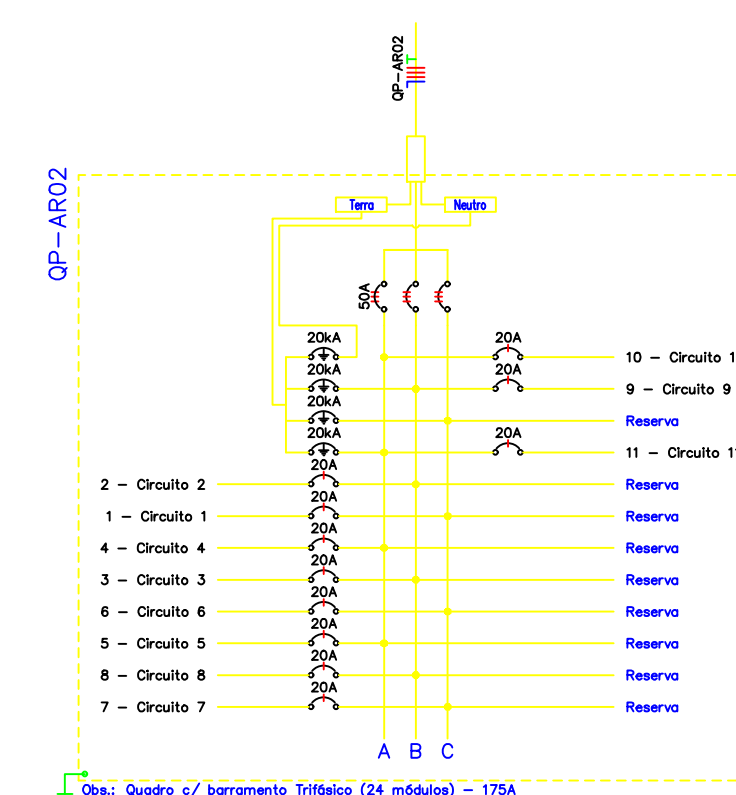 QP-AR02
QP-AR02
Terra
Neutro
50A
20kA
20A
10 - Circuito 1
20kA
20A
9 - Circuito 9
20kA
Reserva
20kA
20A
11 - Circuito 11
20A
2 - Circuito 2
Reserva
20A
1 - Circuito 1
Reserva
20A
4 - Circuito 4
Reserva
20A
3 - Circuito 3
Reserva
20A
6 - Circuito 6
Reserva
20A
5 - Circuito 5
Reserva
20A
8 - Circuito 8
Reserva
20A
7 - Circuito 7
Reserva
A B C
Obs.: Quadro c/ barramento Trifásico (24 módulos) - 175A